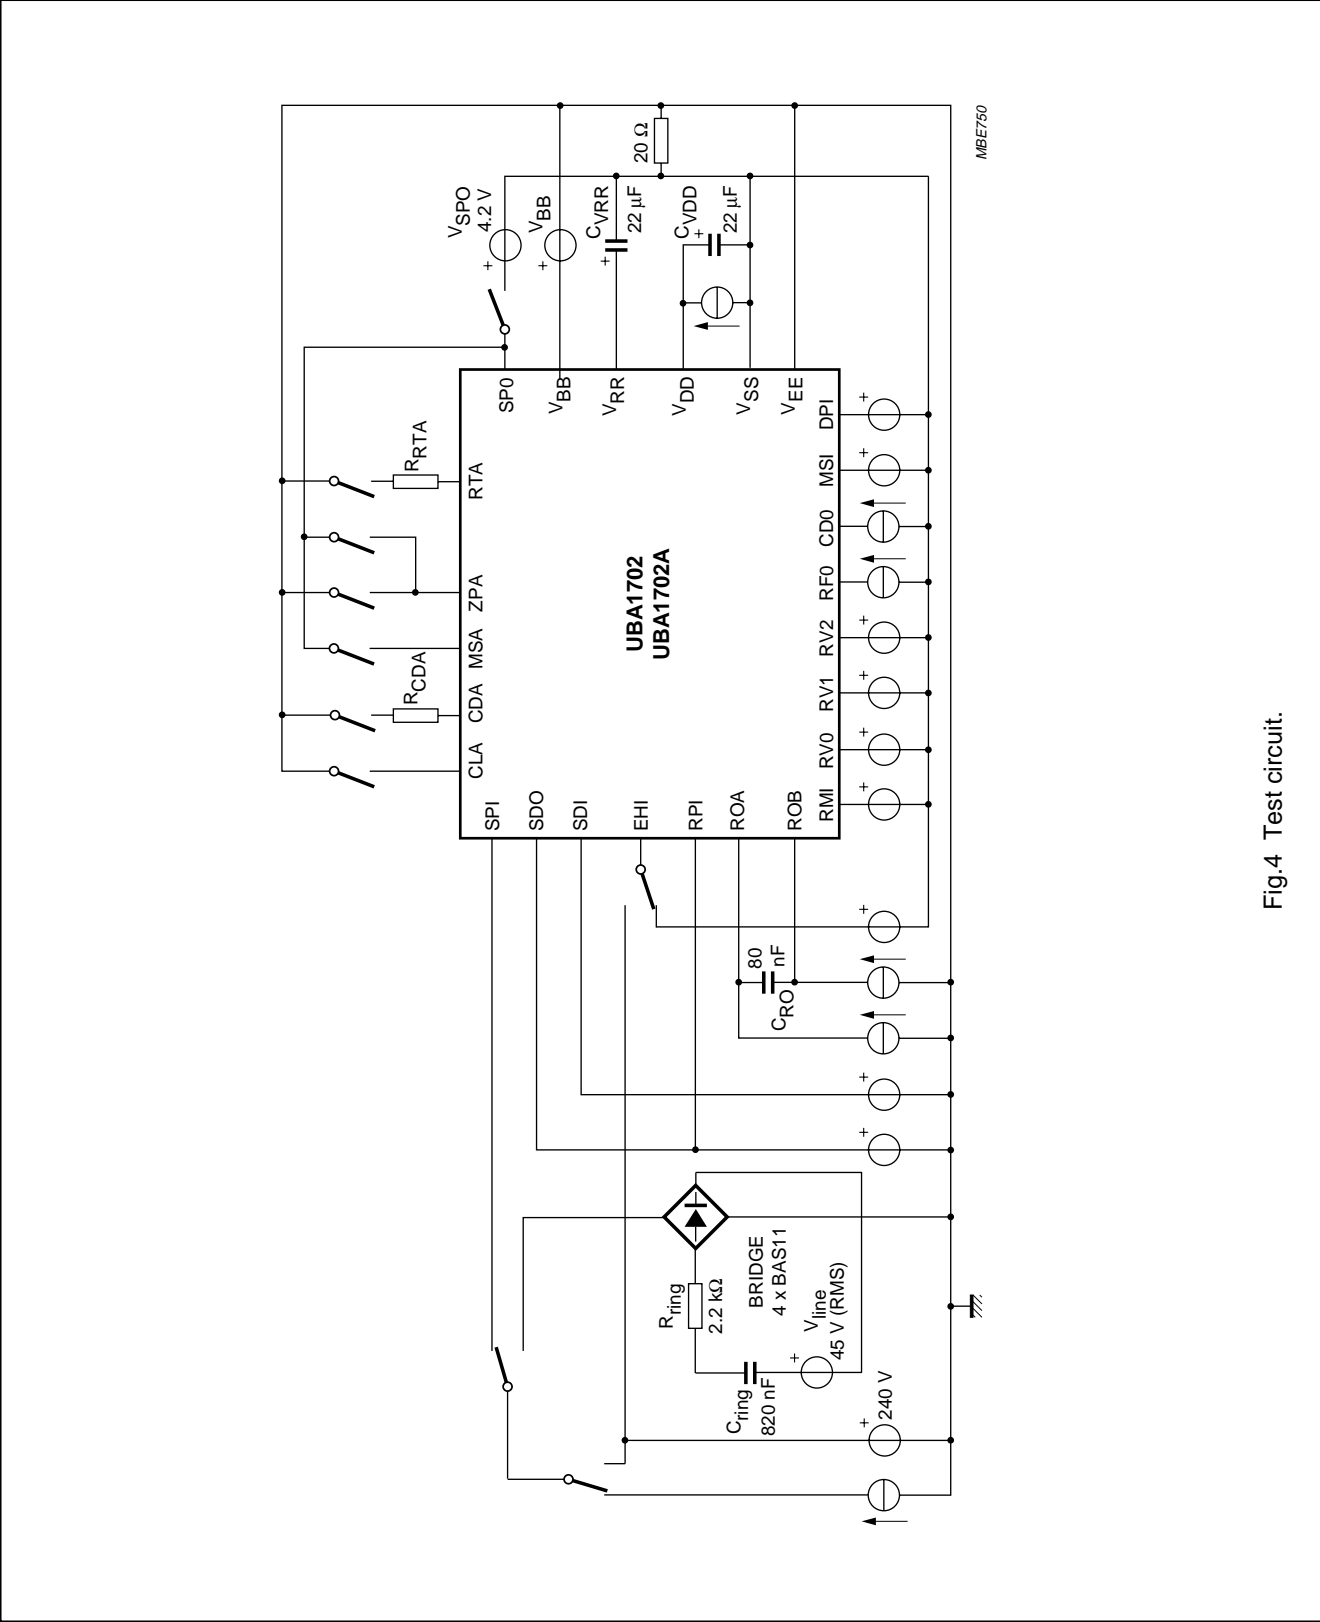 V_SPO
4.2 V
V_BB
C_VRR
22 µF
20 Ω
C_VDD
22 µF
+
+
+
+
MBE750
SP0
V_BB
V_RR
V_DD
V_SS
V_EE
R_RTA
RTA
ZPA
MSA
R_CDA
CDA
CLA
UBA1702
UBA1702A
DPI
MSI
CD0
RF0
RV2
RV1
RV0
RMI
+
+
+
+
+
+
SPI
SDO
SDI
EHI
RPI
ROA
ROB
80
nF
C_RO
+
+
+
BRIDGE
4 x BAS11
R_ring
2.2 kΩ
V_line
45 V (RMS)
+
C_ring
820 nF
+
240 V
Fig.4 Test circuit.